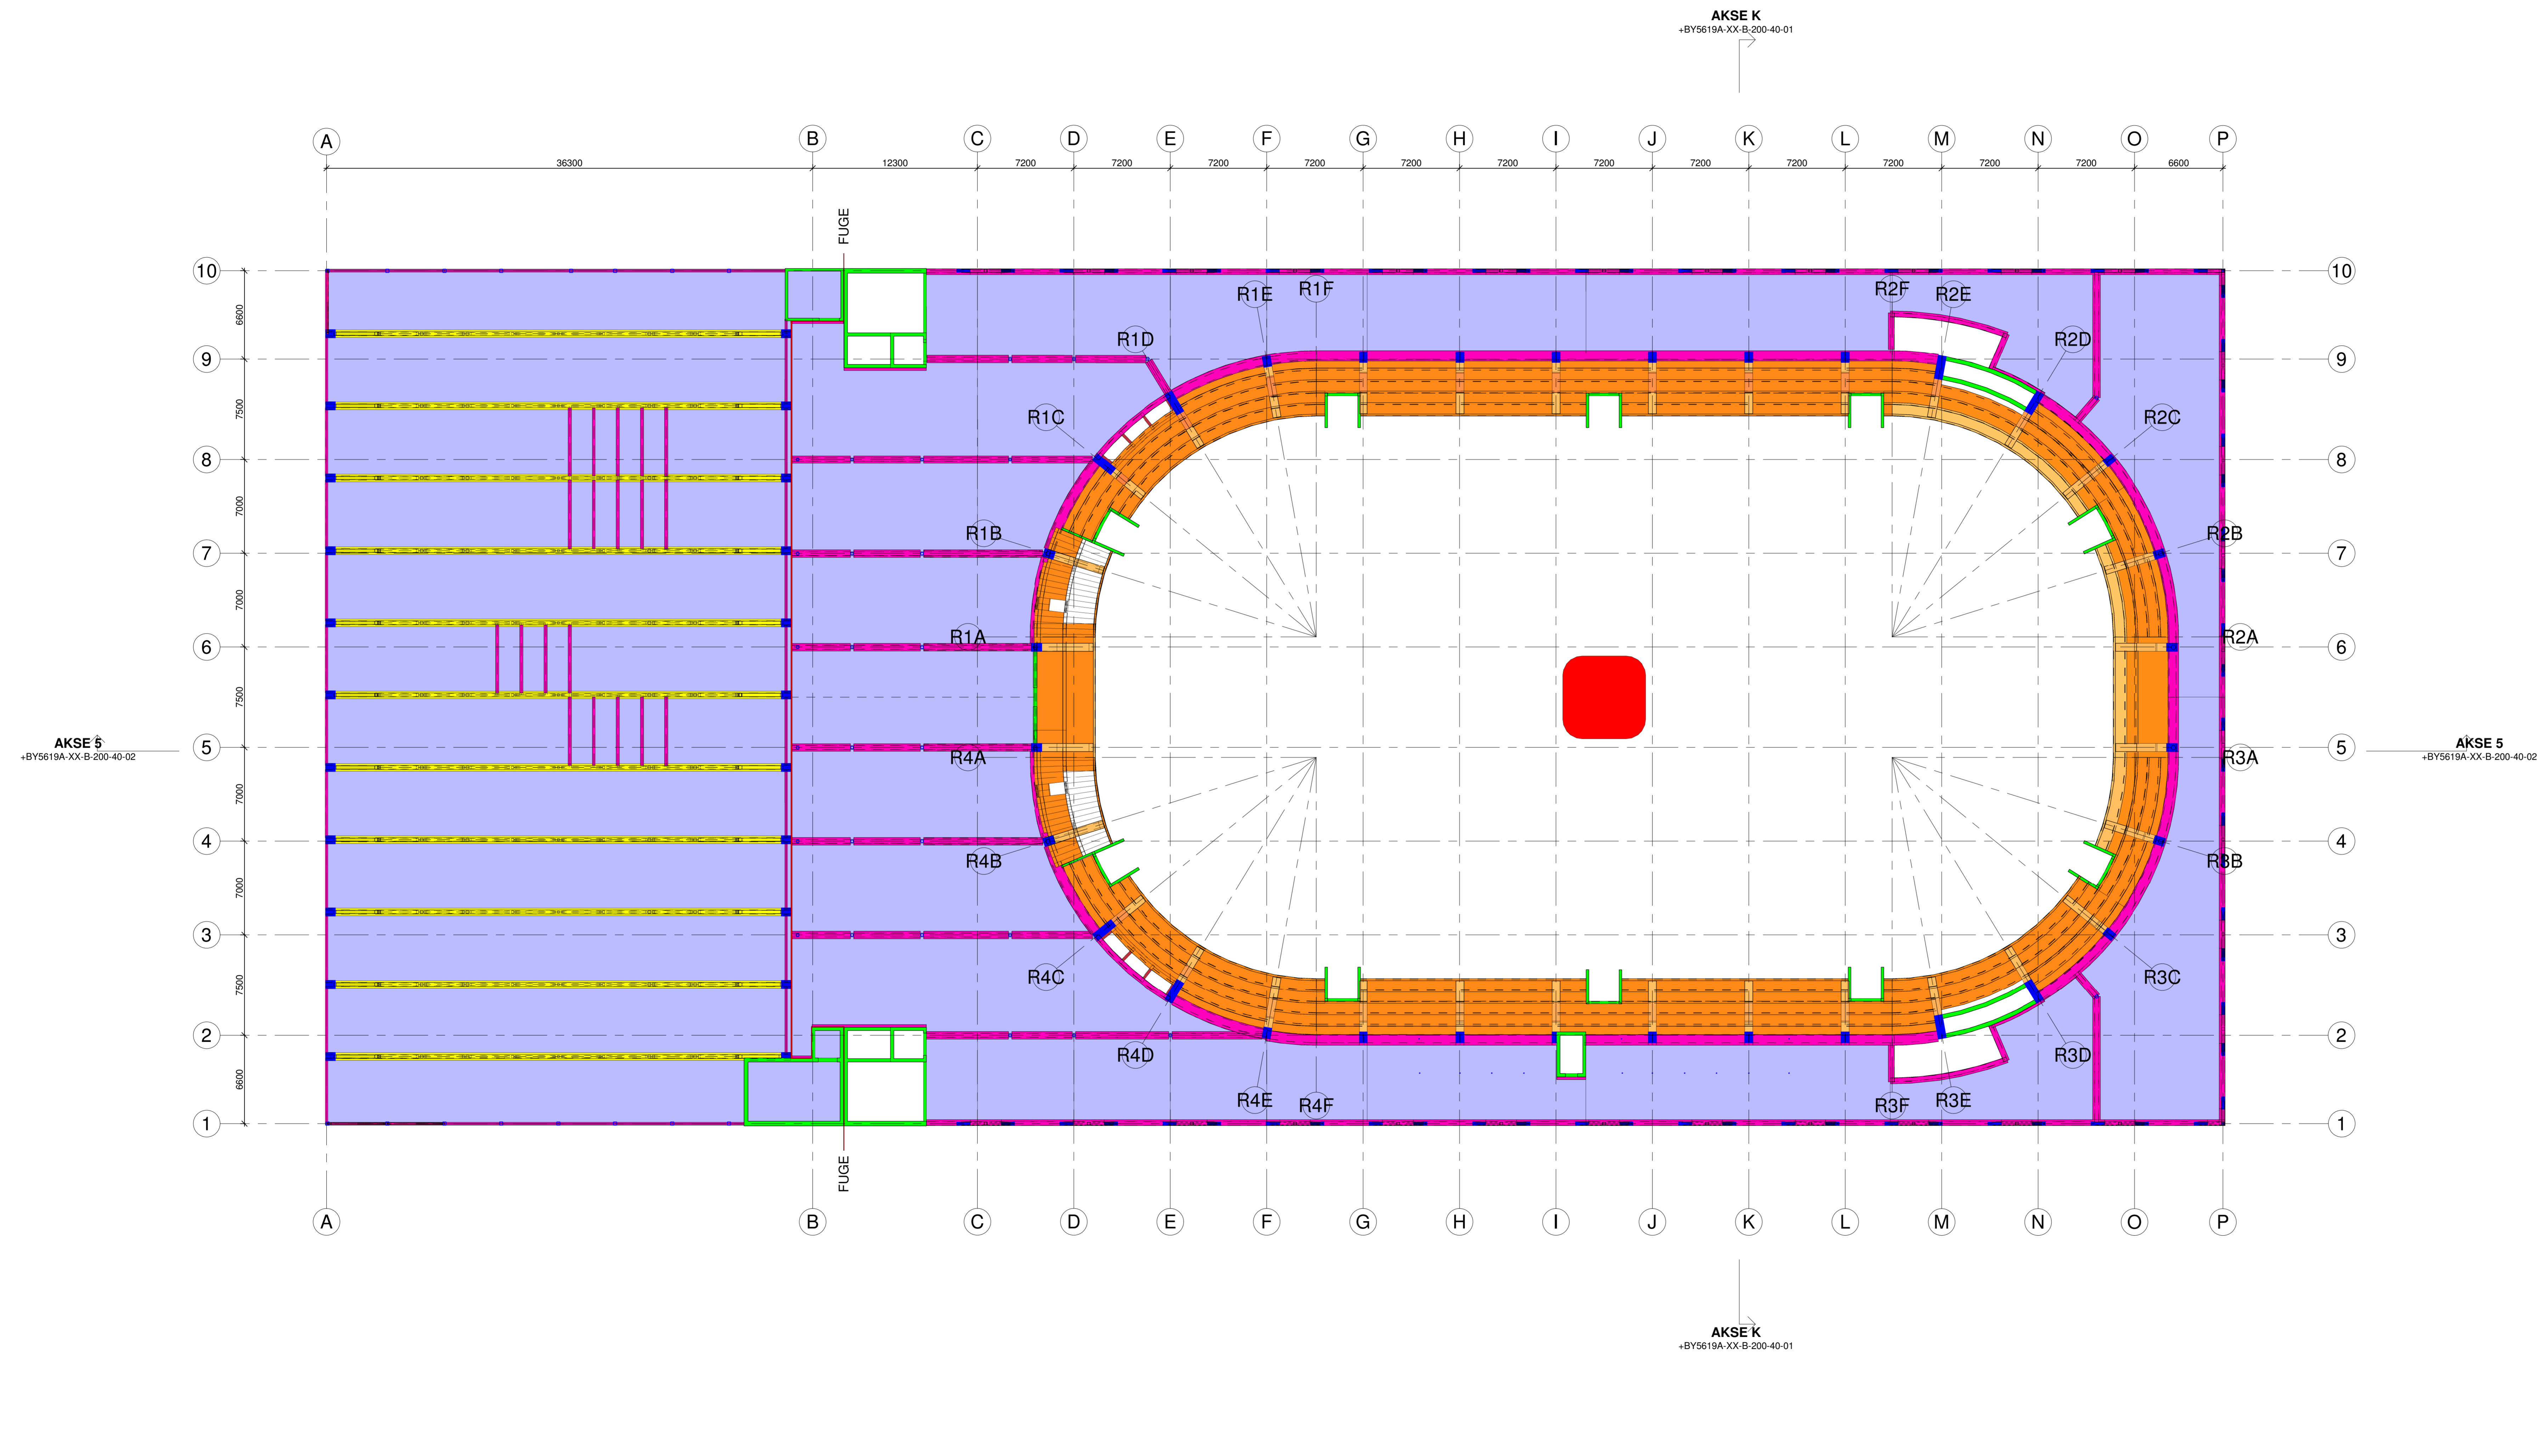 AKSE K
+BY5619A-XX-B-200-40-01
A B C D E F G H I J K L M N O P
36300 12300 7200 7200 7200 7200 7200 7200 7200 7200 7200 7200 7200 7200 6600
FUGE
10 10
R1E R1F R2F R2E
6600
R1D R2D
9 9
7500
R1C R2C
8 8
7000
R1B R2B
7 7
7000
R1A R2A
6 6
7500
AKSE 5 5 5 AKSE 5
+BY5619A-XX-B-200-40-02 R4A R3A +BY5619A-XX-B-200-40-02
7000
4 4
R4B R3B
7000
3 3
R4C R3C
7500
2 2
R4D R3D
6600
R4E R4F R3F R3E
1 1
FUGE
A B C D E F G H I J K L M N O P
AKSE K
+BY5619A-XX-B-200-40-01